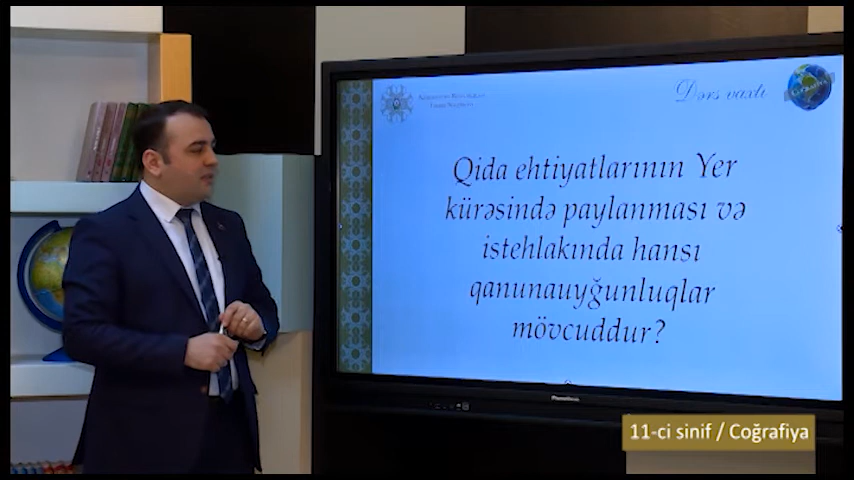 Dərs vaxtı
Qida ehtiyatlarının Yer
kürəsində paylanması və
istehlakında hansı
qanunauyğunluqlar
mövcuddur?
11-ci sinif / Coğrafiya